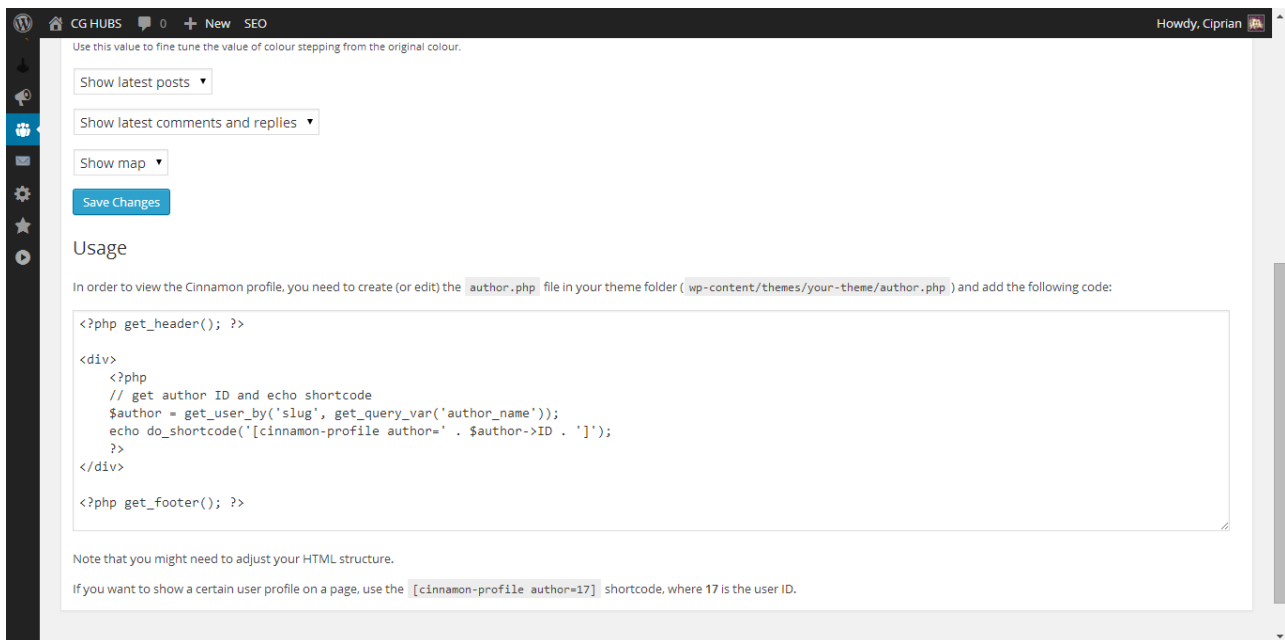 CG HUBS 0 + New SEO Howdy, Ciprian
Use this value to fine tune the value of colour stepping from the original colour.
Show latest posts
Show latest comments and replies
Show map
Save Changes
Usage
In order to view the Cinnamon profile, you need to create (or edit) the author.php file in your theme folder ( wp-content/themes/your-theme/author.php ) and add the following code:
<?php get_header(); ?>
<div>
<?php
// get author ID and echo shortcode
$author = get_user_by('slug', get_query_var('author_name'));
echo do_shortcode('[cinnamon-profile author=' . $author->ID . ']');
?>
</div>
<?php get_footer(); ?>
Note that you might need to adjust your HTML structure.
If you want to show a certain user profile on a page, use the [cinnamon-profile author=17] shortcode, where 17 is the user ID.